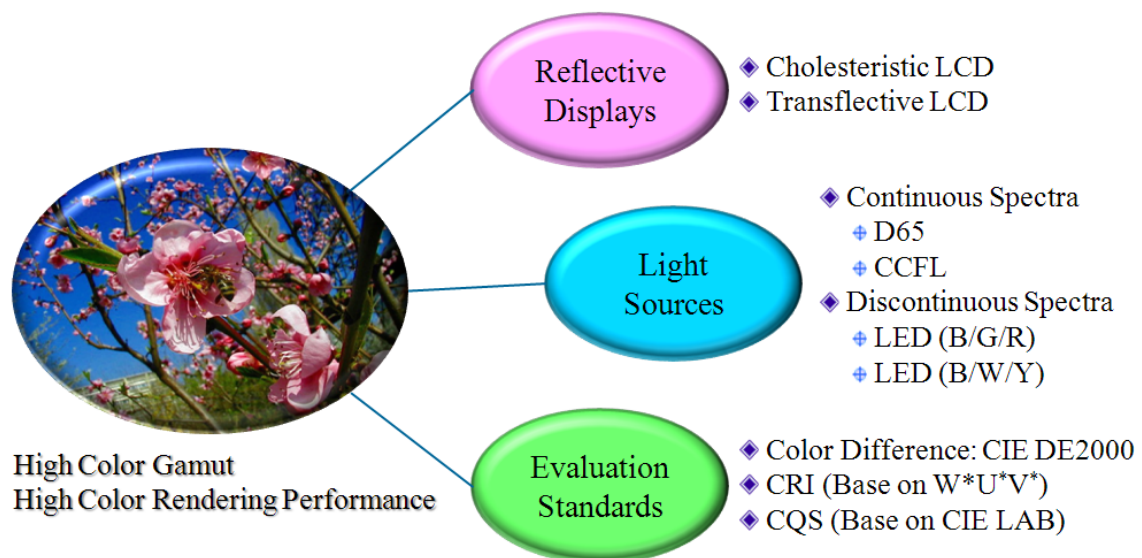 Reflective
Displays
Cholesteristic LCD
Transflective LCD
Light
Sources
Continuous Spectra
D65
CCFL
Discontinuous Spectra
LED (B/G/R)
LED (B/W/Y)
Evaluation
Standards
Color Difference: CIE DE2000
CRI (Base on W*U*V*)
CQS (Base on CIE LAB)
High Color Gamut
High Color Rendering Performance